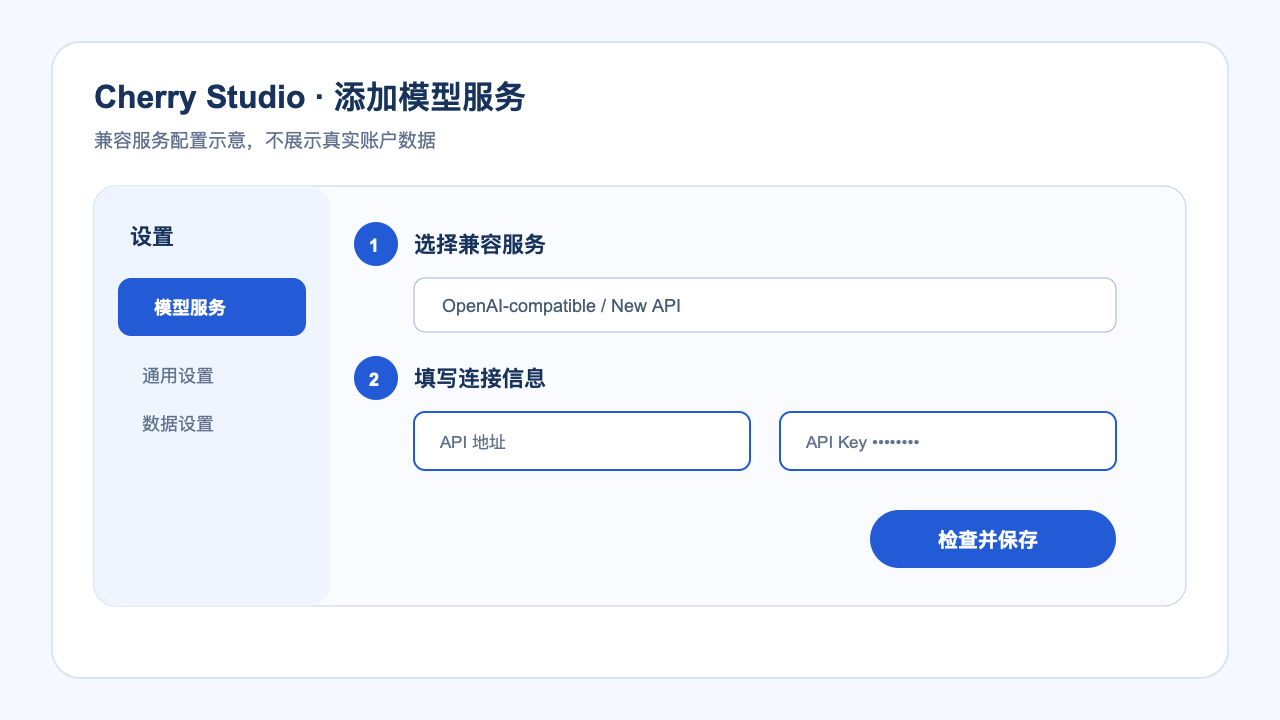 Cherry Studio · 添加模型服务
兼容服务配置示意，不展示真实账户数据
设置
模型服务
通用设置
数据设置
1 选择兼容服务
OpenAI-compatible / New API
2 填写连接信息
API 地址
API Key ••••••••
检查并保存